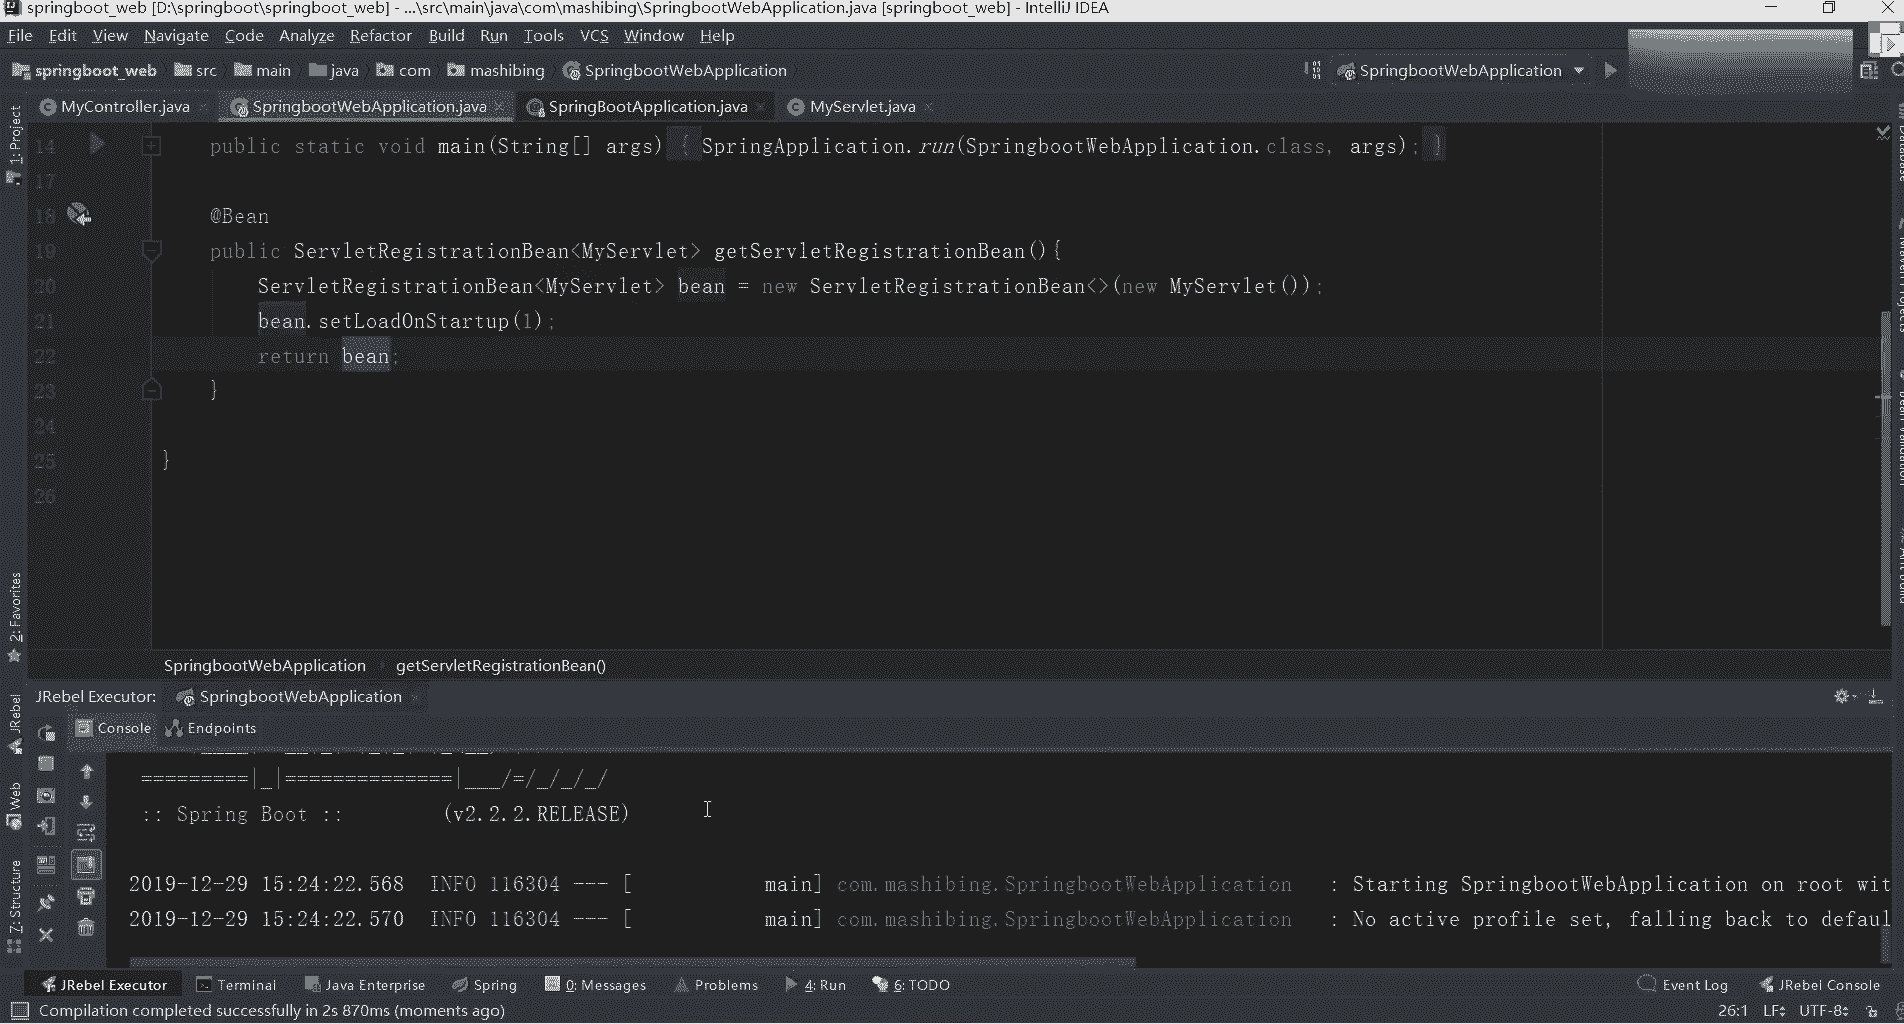 springboot_web [D:\springboot\springboot_web] - ...\src\main\java\com\mashibing\SpringbootWebApplication.java [springboot_web] - IntelliJ IDEA
File Edit View Navigate Code Analyze Refactor Build Run Tools VCS Window Help
springboot_web src main java com mashibing SpringbootWebApplication SpringbootWebApplication
MyController.java SpringbootWebApplication.java SpringBootApplication.java MyServlet.java
1: Project
14 public static void main(String[] args) { SpringApplication.run(SpringbootWebApplication.class, args); }
17
18 @Bean
19 public ServletRegistrationBean<MyServlet> getServletRegistrationBean(){
20 ServletRegistrationBean<MyServlet> bean = new ServletRegistrationBean<>(new MyServlet());
21 bean.setLoadOnStartup(1);
22 return bean;
23 }
24
25 }
26
2: Favorites
SpringbootWebApplication getServletRegistrationBean()
JRebel Executor: SpringbootWebApplication
JRebel
Console Endpoints
=========|_|==============|___/=/_/_/_/
:: Spring Boot :: (v2.2.2.RELEASE)
Web
2019-12-29 15:24:22.568 INFO 116304 --- [ main] com.mashibing.SpringbootWebApplication : Starting SpringbootWebApplication on root wit
2019-12-29 15:24:22.570 INFO 116304 --- [ main] com.mashibing.SpringbootWebApplication : No active profile set, falling back to defaul
Z: Structure
JRebel Executor Terminal Java Enterprise Spring 0: Messages Problems 4: Run 6: TODO Event Log JRebel Console
Compilation completed successfully in 2s 870ms (moments ago) 26:1 LF UTF-8